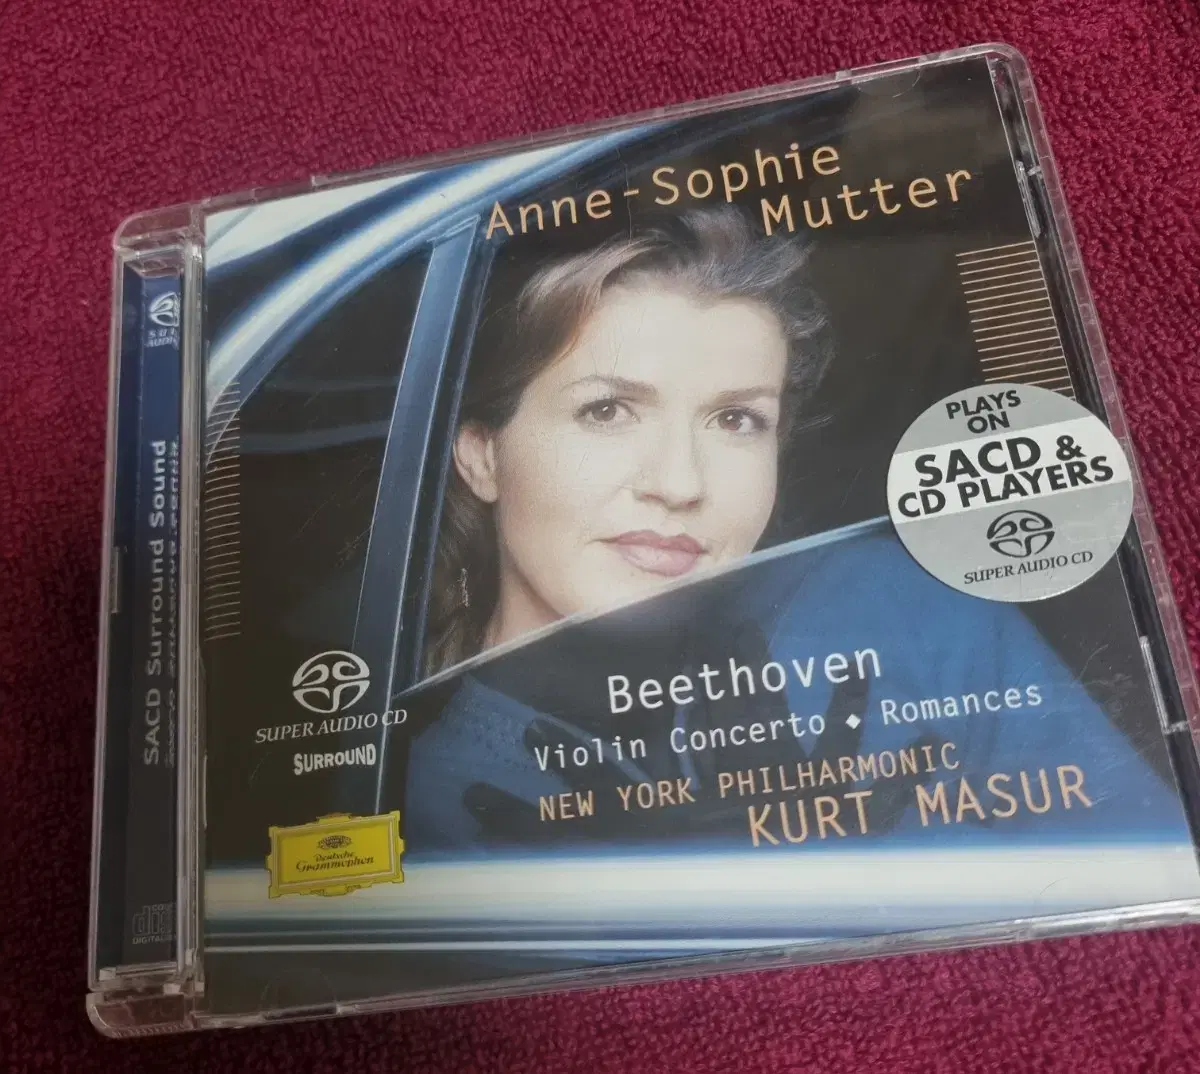 Anne-Sophie
Mutter
PLAYS
ON
SACD &
CD PLAYERS
SUPER AUDIO CD
Beethoven
Violin Concerto ◆ Romances
NEW YORK PHILHARMONIC
KURT MASUR
SUPER AUDIO CD
SURROUND
Deutsche
Grammophon
SACD Surround Sound